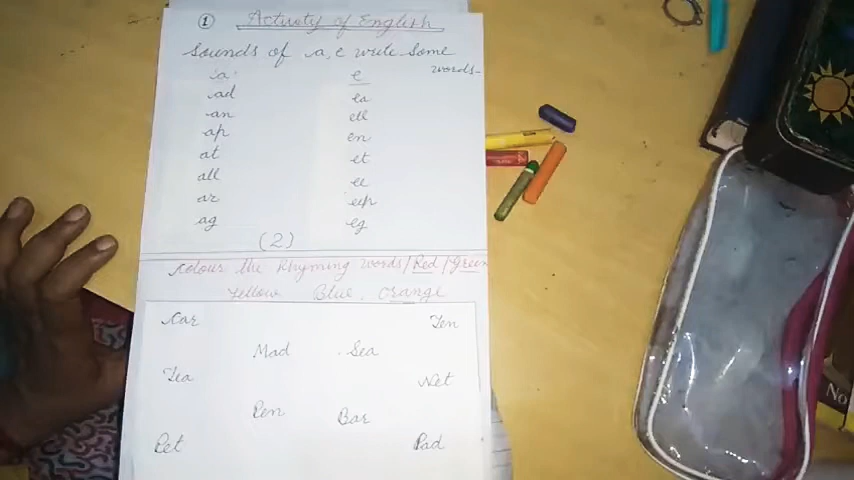 1 Activity of English
Sounds of a, e write Some
words-
'a' e
ad ea
an ell
ap en
at et
all ee
ar eep
ag eg
(2)
Colour the Rhyming words/Red/Green
Yellow Blue. Orange
Car Ten
Mad Sea
Tea Net
Pen Bar
Pet Pad
No